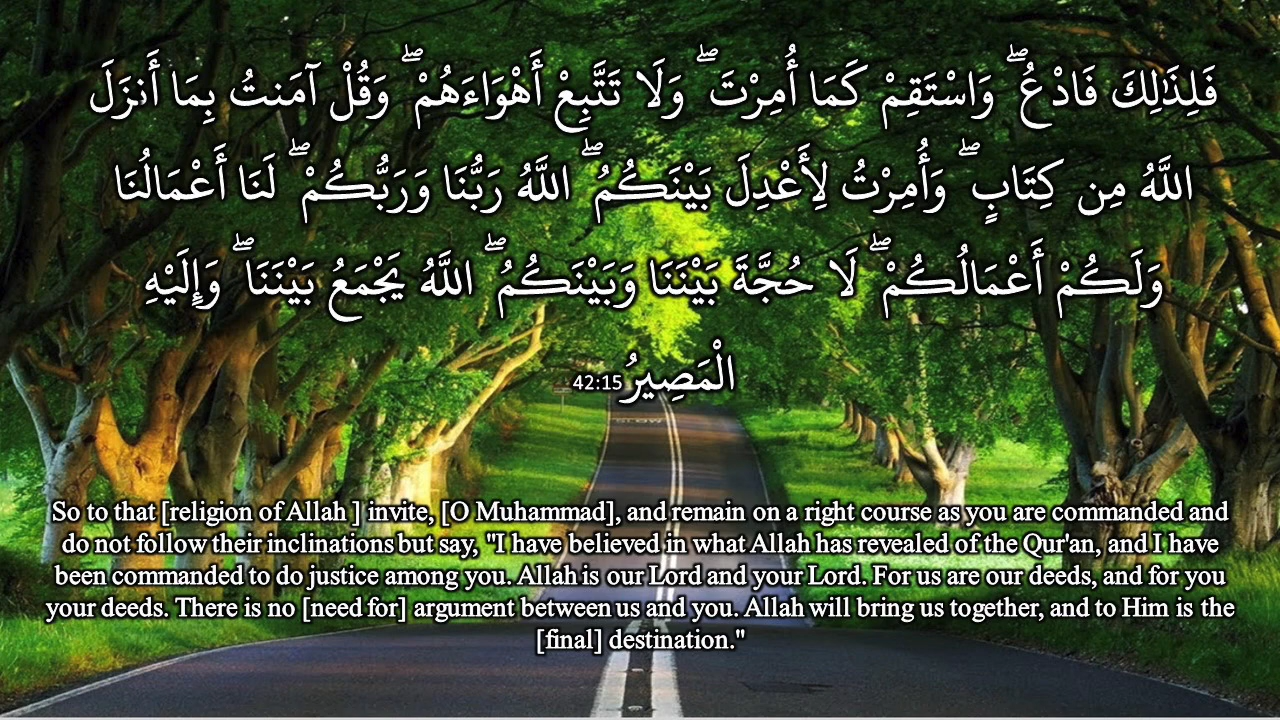 فَلِذَٰلِكَ فَادْعُ ۖ وَاسْتَقِمْ كَمَا أُمِرْتَ ۖ وَلَا تَتَّبِعْ أَهْوَاءَهُمْ ۖ وَقُلْ آمَنتُ بِمَا أَنزَلَ
اللَّهُ مِن كِتَابٍ ۖ وَأُمِرْتُ لِأَعْدِلَ بَيْنَكُمُ ۖ اللَّهُ رَبُّنَا وَرَبُّكُمْ ۖ لَنَا أَعْمَالُنَا
وَلَكُمْ أَعْمَالُكُمْ ۖ لَا حُجَّةَ بَيْنَنَا وَبَيْنَكُمُ ۖ اللَّهُ يَجْمَعُ بَيْنَنَا ۖ وَإِلَيْهِ
الْمَصِيرُ 42:15
So to that [religion of Allah ] invite, [O Muhammad], and remain on a right course as you are commanded and
do not follow their inclinations but say, "I have believed in what Allah has revealed of the Qur'an, and I have
been commanded to do justice among you. Allah is our Lord and your Lord. For us are our deeds, and for you
your deeds. There is no [need for] argument between us and you. Allah will bring us together, and to Him is the
[final] destination."